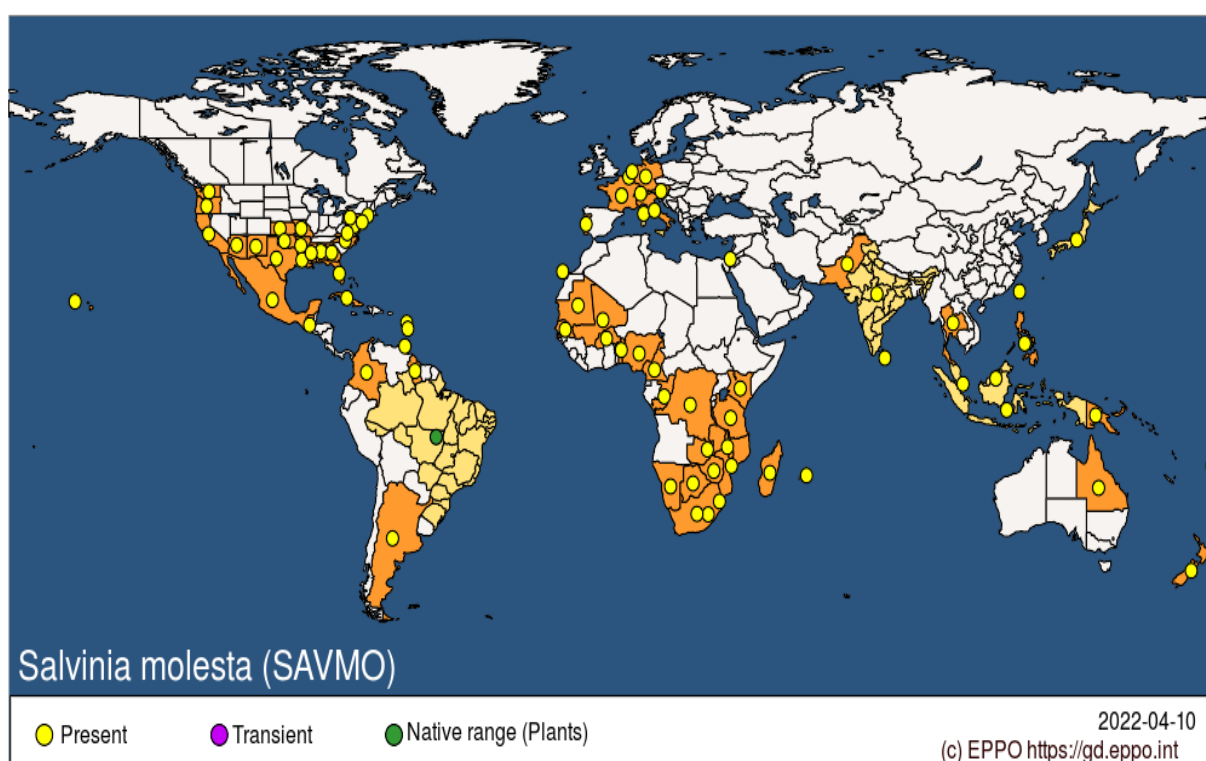 Salvinia molesta (SAVMO)
Present
Transient
Native range (Plants)
2022-04-10
(c) EPPO https://gd.eppo.int